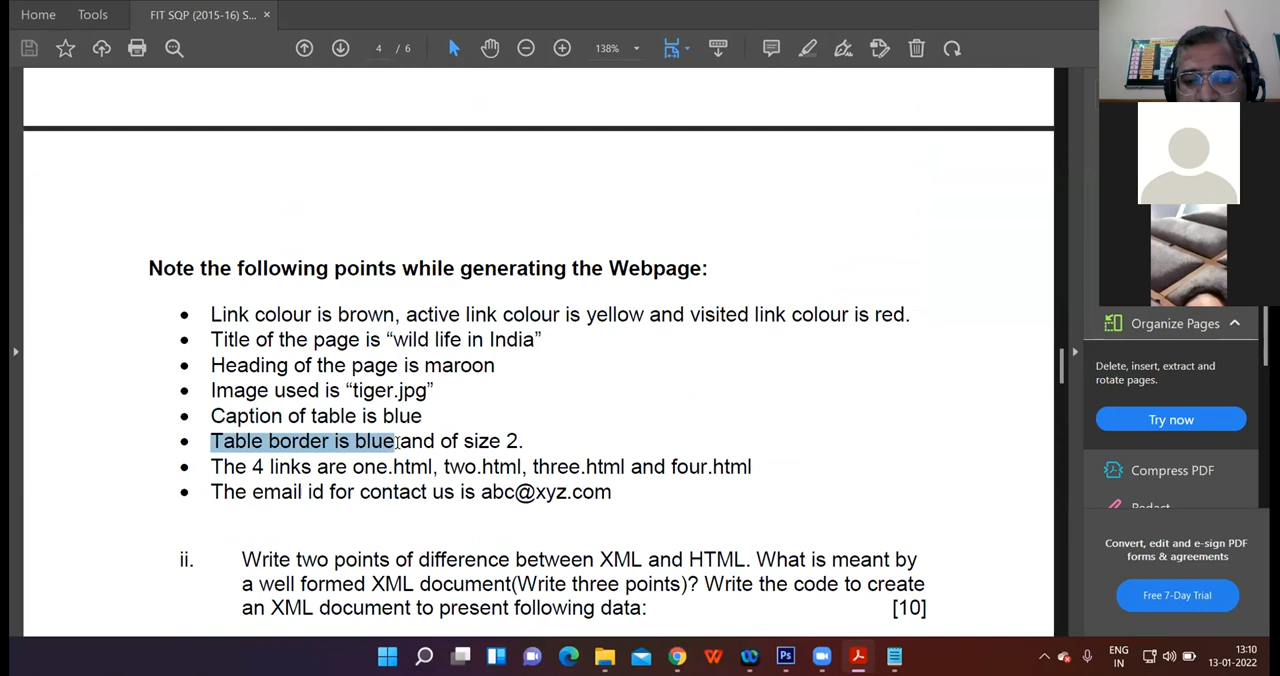 Home
Tools
FIT SQP (2015-16) S... ×
4 / 6
138%
Note the following points while generating the Webpage:
• Link colour is brown, active link colour is yellow and visited link colour is red.
• Title of the page is “wild life in India”
• Heading of the page is maroon
• Image used is “tiger.jpg”
• Caption of table is blue
• Table border is blue and of size 2.
• The 4 links are one.html, two.html, three.html and four.html
• The email id for contact us is abc@xyz.com
ii. Write two points of difference between XML and HTML. What is meant by
a well formed XML document(Write three points)? Write the code to create
an XML document to present following data: [10]
Organize Pages
Delete, insert, extract and
rotate pages.
Try now
Compress PDF
Redact
Convert, edit and e-sign PDF
forms & agreements
Free 7-Day Trial
Ps
ENG
IN
13:10
13-01-2022